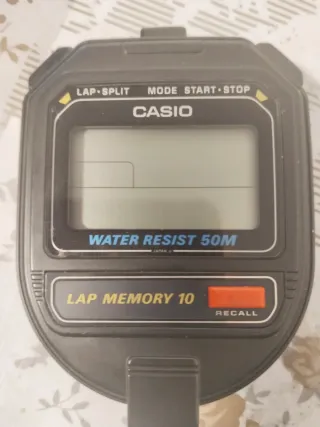 LAP•SPLIT MODE START•STOP
CASIO
WATER RESIST 50M
LAP MEMORY 10
RECALL